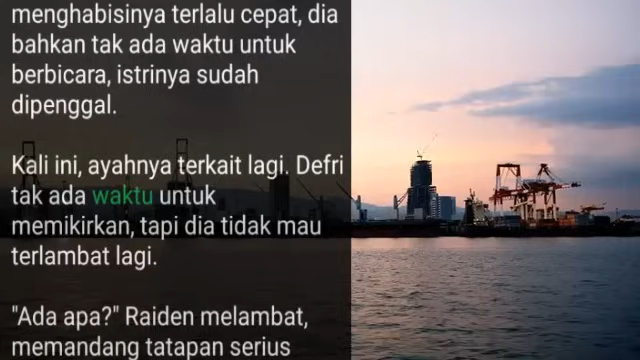 menghabisinya terlalu cepat, dia
bahkan tak ada waktu untuk
berbicara, istrinya sudah
dipenggal.
Kali ini, ayahnya terkait lagi. Defri
tak ada waktu untuk
memikirkan, tapi dia tidak mau
terlambat lagi.
"Ada apa?" Raiden melambat,
memandang tatapan serius